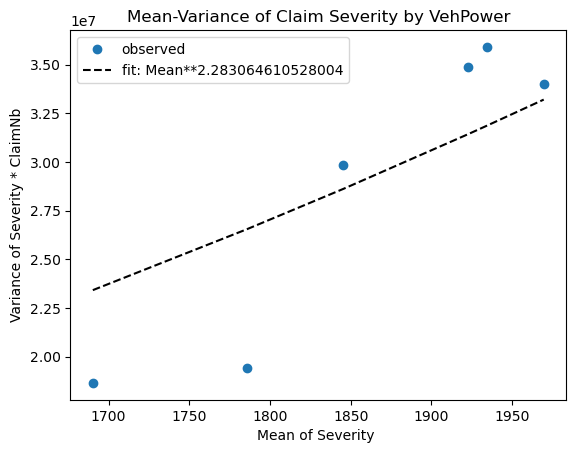 Mean-Variance of Claim Severity by VehPower
1e7
observed
fit: Mean**2.283064610528004
3.50
3.25
3.00
2.75
2.50
2.25
2.00
Variance of Severity * ClaimNb
1700 1750 1800 1850 1900 1950
Mean of Severity